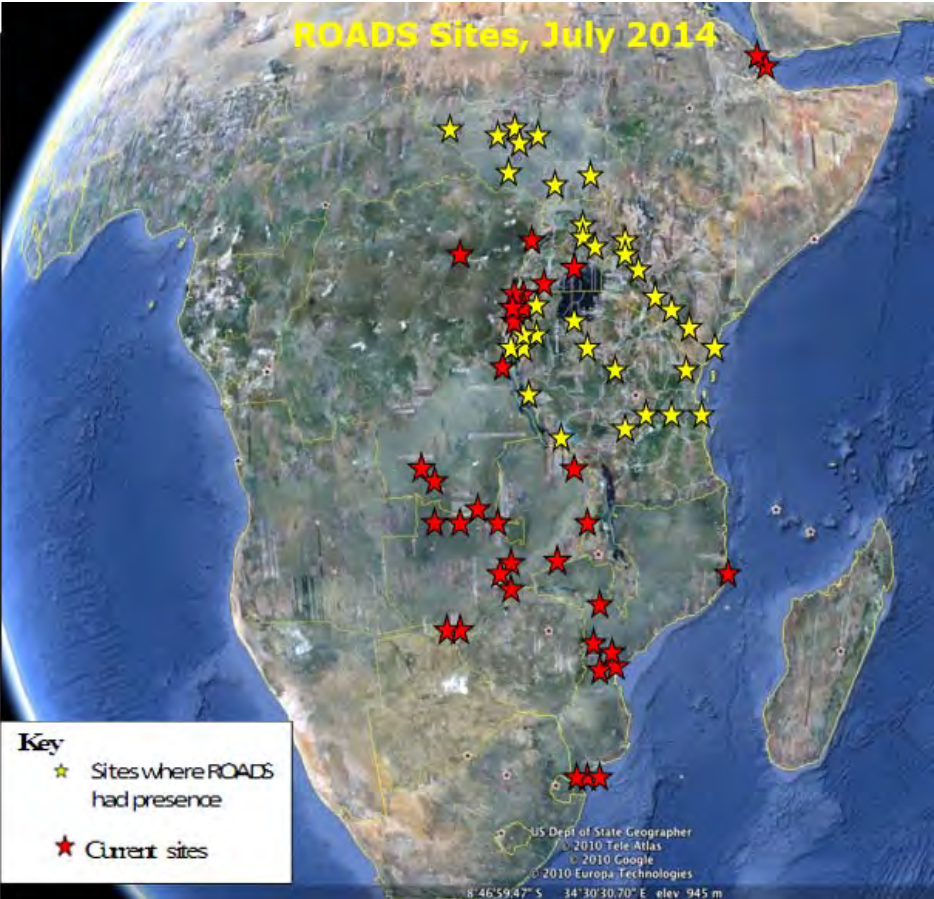 ROADS Sites, July 2014
Key
Sites where ROADS
had presence
Current sites
US Dept of State Geographer
© 2010 Tele Atlas
© 2010 Google
© 2010 Europa Technologies
8°46'59.47" S 34°30'30.70" E elev 945 m